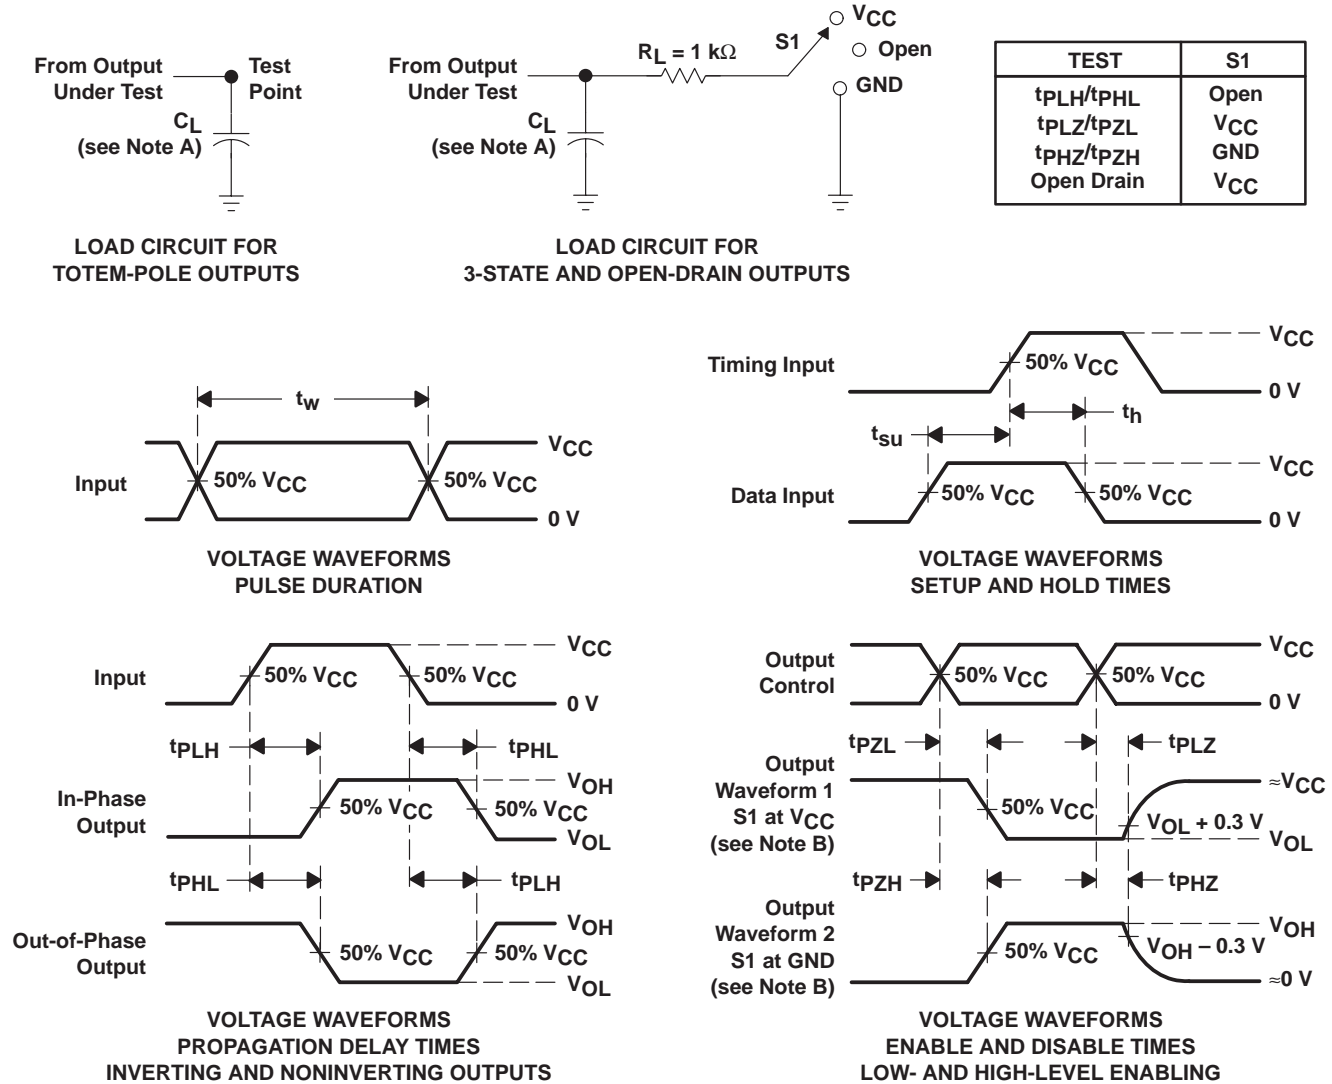 From Output
Under Test
Test
Point
CL
(see Note A)
LOAD CIRCUIT FOR
TOTEM-POLE OUTPUTS
From Output
Under Test
CL
(see Note A)
RL = 1 kΩ
S1
VCC
Open
GND
LOAD CIRCUIT FOR
3-STATE AND OPEN-DRAIN OUTPUTS
TEST S1
tPLH/tPHL Open
tPLZ/tPZL VCC
tPHZ/tPZH GND
Open Drain VCC
tw
Input
50% VCC
50% VCC
VCC
0 V
VOLTAGE WAVEFORMS
PULSE DURATION
Timing Input
50% VCC
VCC
0 V
tsu
th
Data Input
50% VCC
50% VCC
VCC
0 V
VOLTAGE WAVEFORMS
SETUP AND HOLD TIMES
Input
50% VCC
50% VCC
VCC
0 V
tPLH
tPHL
In-Phase
Output
50% VCC
50% VCC
VOH
VOL
tPHL
tPLH
Out-of-Phase
Output
50% VCC
50% VCC
VOH
VOL
VOLTAGE WAVEFORMS
PROPAGATION DELAY TIMES
INVERTING AND NONINVERTING OUTPUTS
Output
Control
50% VCC
50% VCC
VCC
0 V
tPZL
tPLZ
Output
Waveform 1
S1 at VCC
(see Note B)
50% VCC
VOL + 0.3 V
≈VCC
VOL
tPZH
tPHZ
Output
Waveform 2
S1 at GND
(see Note B)
50% VCC
VOH − 0.3 V
VOH
≈0 V
VOLTAGE WAVEFORMS
ENABLE AND DISABLE TIMES
LOW- AND HIGH-LEVEL ENABLING